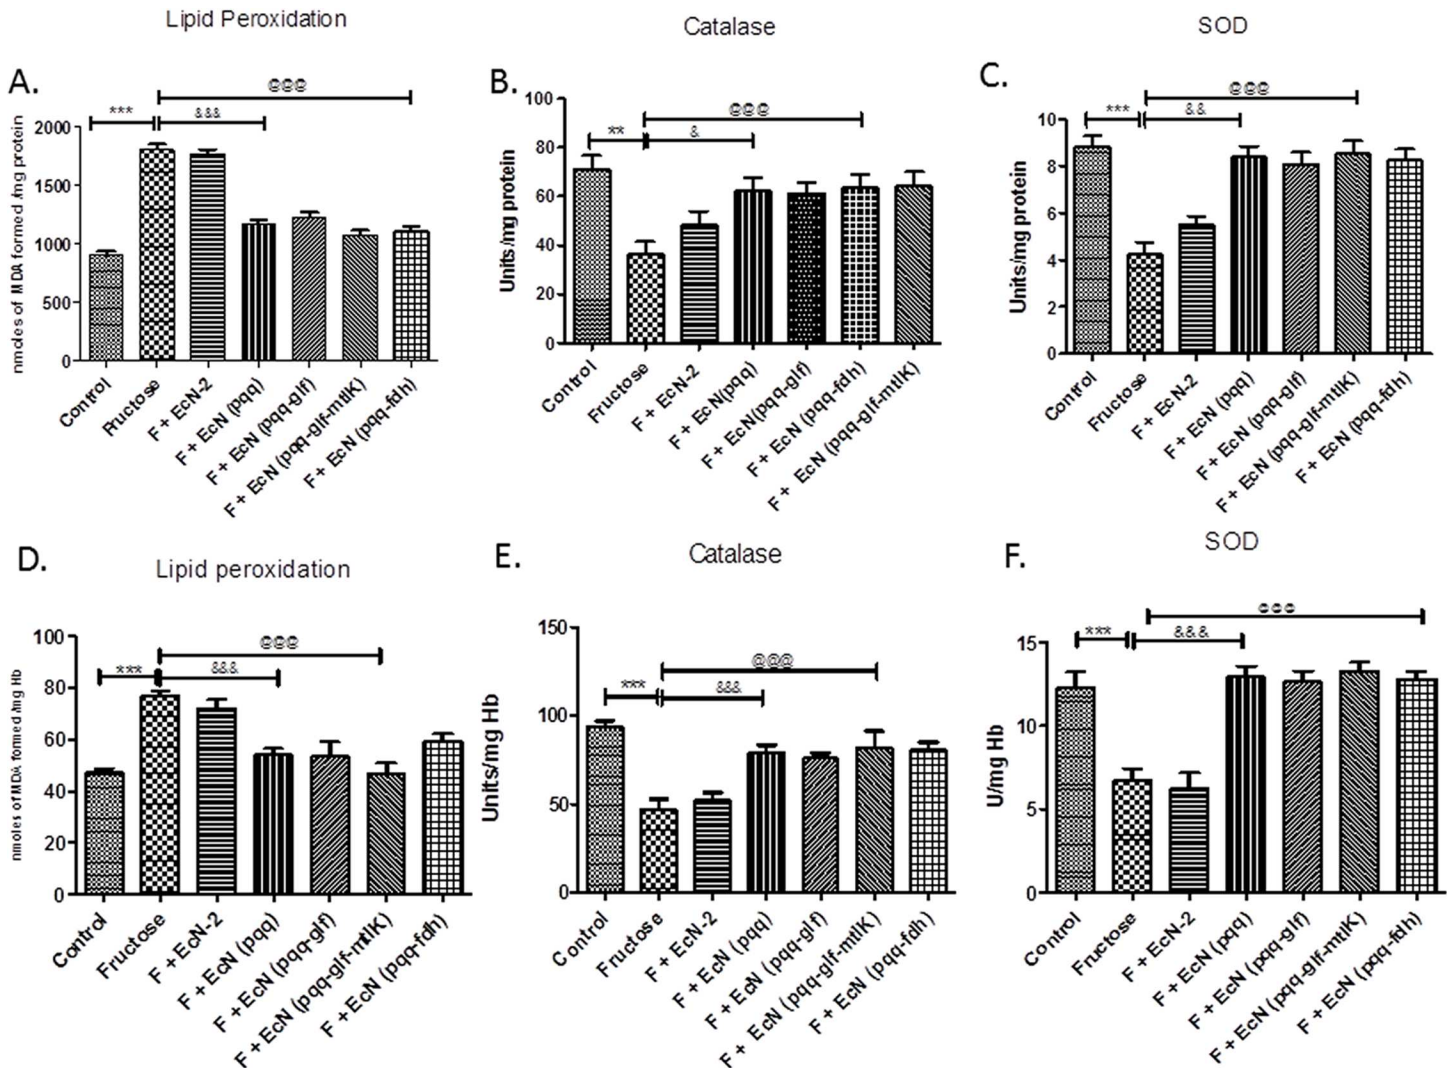 Lipid Peroxidation
A.
@@@
***
&&&
nmoles of MDA formed /mg protein
2000
1500
1000
500
0
Control
Fructose
F + EcN-2
F + EcN (pqq)
F + EcN (pqq-glf)
F + EcN (pqq-glf-mtlK)
F + EcN (pqq-fdh)
Catalase
B.
@@@
**
&
Units/mg protein
100
80
60
40
20
0
Control
Fructose
F + EcN-2
F + EcN(pqq)
F + EcN(pqq-glf)
F + EcN (pqq-fdh)
F + EcN (pqq-glf-mtlK)
SOD
C.
@@@
***
&&
Units/mg protein
10
8
6
4
2
0
Control
Fructose
F + EcN-2
F + EcN (pqq)
F + EcN (pqq-glf)
F + EcN (pqq-glf-mtlK)
F + EcN (pqq-fdh)
D.
Lipid peroxidation
@@@
***
&&&
nmoles of MDA formed /mg Hb
100
80
60
40
20
0
Control
Fructose
F + EcN-2
F + EcN (pqq)
F + EcN (pqq-glf)
F + EcN (pqq-glf-mtlK)
F + EcN (pqq-fdh)
E.
Catalase
@@@
***
&&&
Units/mg Hb
150
100
50
0
Control
Fructose
F + EcN-2
F + EcN (pqq)
F + EcN (pqq-glf)
F + EcN (pqq-glf-mtlK)
F + EcN (pqq-fdh)
F.
SOD
@@@
***
&&&
U/mg Hb
15
10
5
0
Control
Fructose
F + EcN-2
F + EcN (pqq)
F + EcN (pqq-glf)
F + EcN (pqq-glf-mtlK)
F + EcN (pqq-fdh)